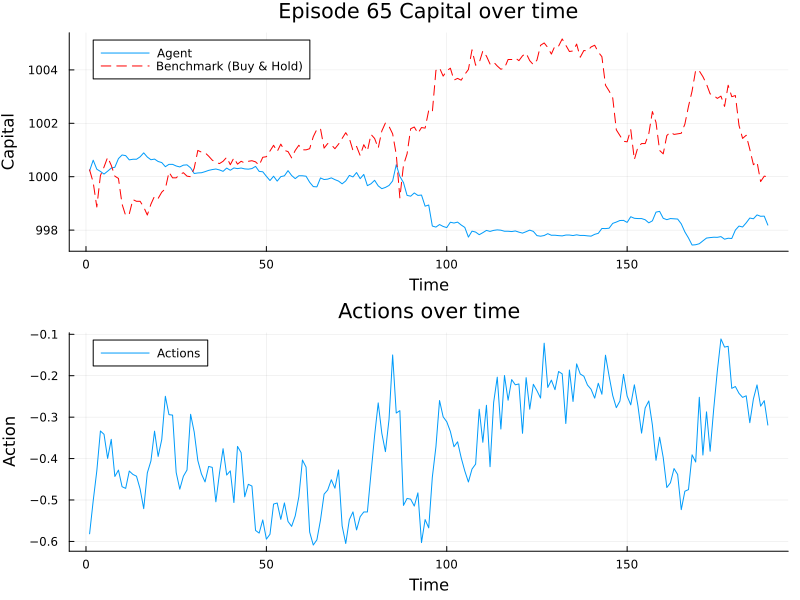 Episode 65 Capital over time
Agent
Benchmark (Buy & Hold)
1004
1002
1000
998
Capital
0 50 100 150
Time
Actions over time
Actions
−0.1
−0.2
−0.3
−0.4
−0.5
−0.6
Action
0 50 100 150
Time